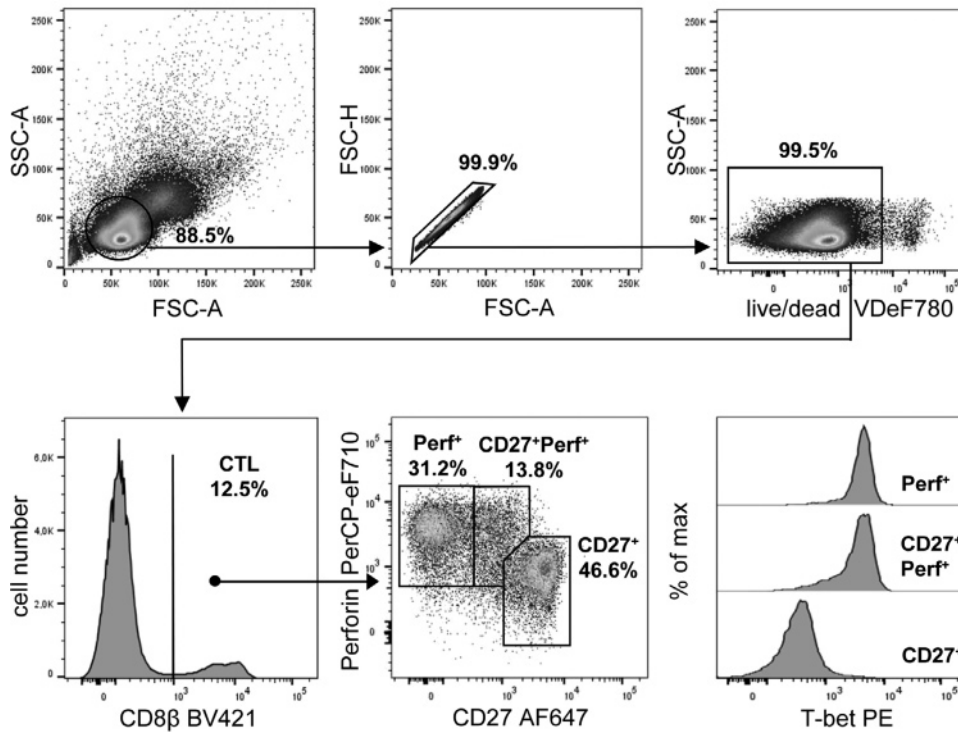 250K
200K
150K
100K
50K
0
SSC-A
88.5%
0 50K 100K 150K 200K 250K
FSC-A
250K
200K
150K
100K
50K
0
FSC-H
99.9%
0 50K 100K 150K 200K 250K
FSC-A
250K
200K
150K
100K
50K
0
SSC-A
99.5%
0 10³ 10⁴ 10⁵
live/dead VDeF780
6,0K
4,0K
2,0K
0
cell number
CTL
12.5%
0 10³ 10⁴ 10⁵
CD8β BV421
10⁵
10⁴
10³
0
Perforin PerCP-eF710
Perf⁺
31.2%
CD27⁺Perf⁺
13.8%
CD27⁺
46.6%
0 10³ 10⁴ 10⁵
CD27 AF647
% of max
Perf⁺
CD27⁺
Perf⁺
CD27⁺
0 10³ 10⁴ 10⁵
T-bet PE